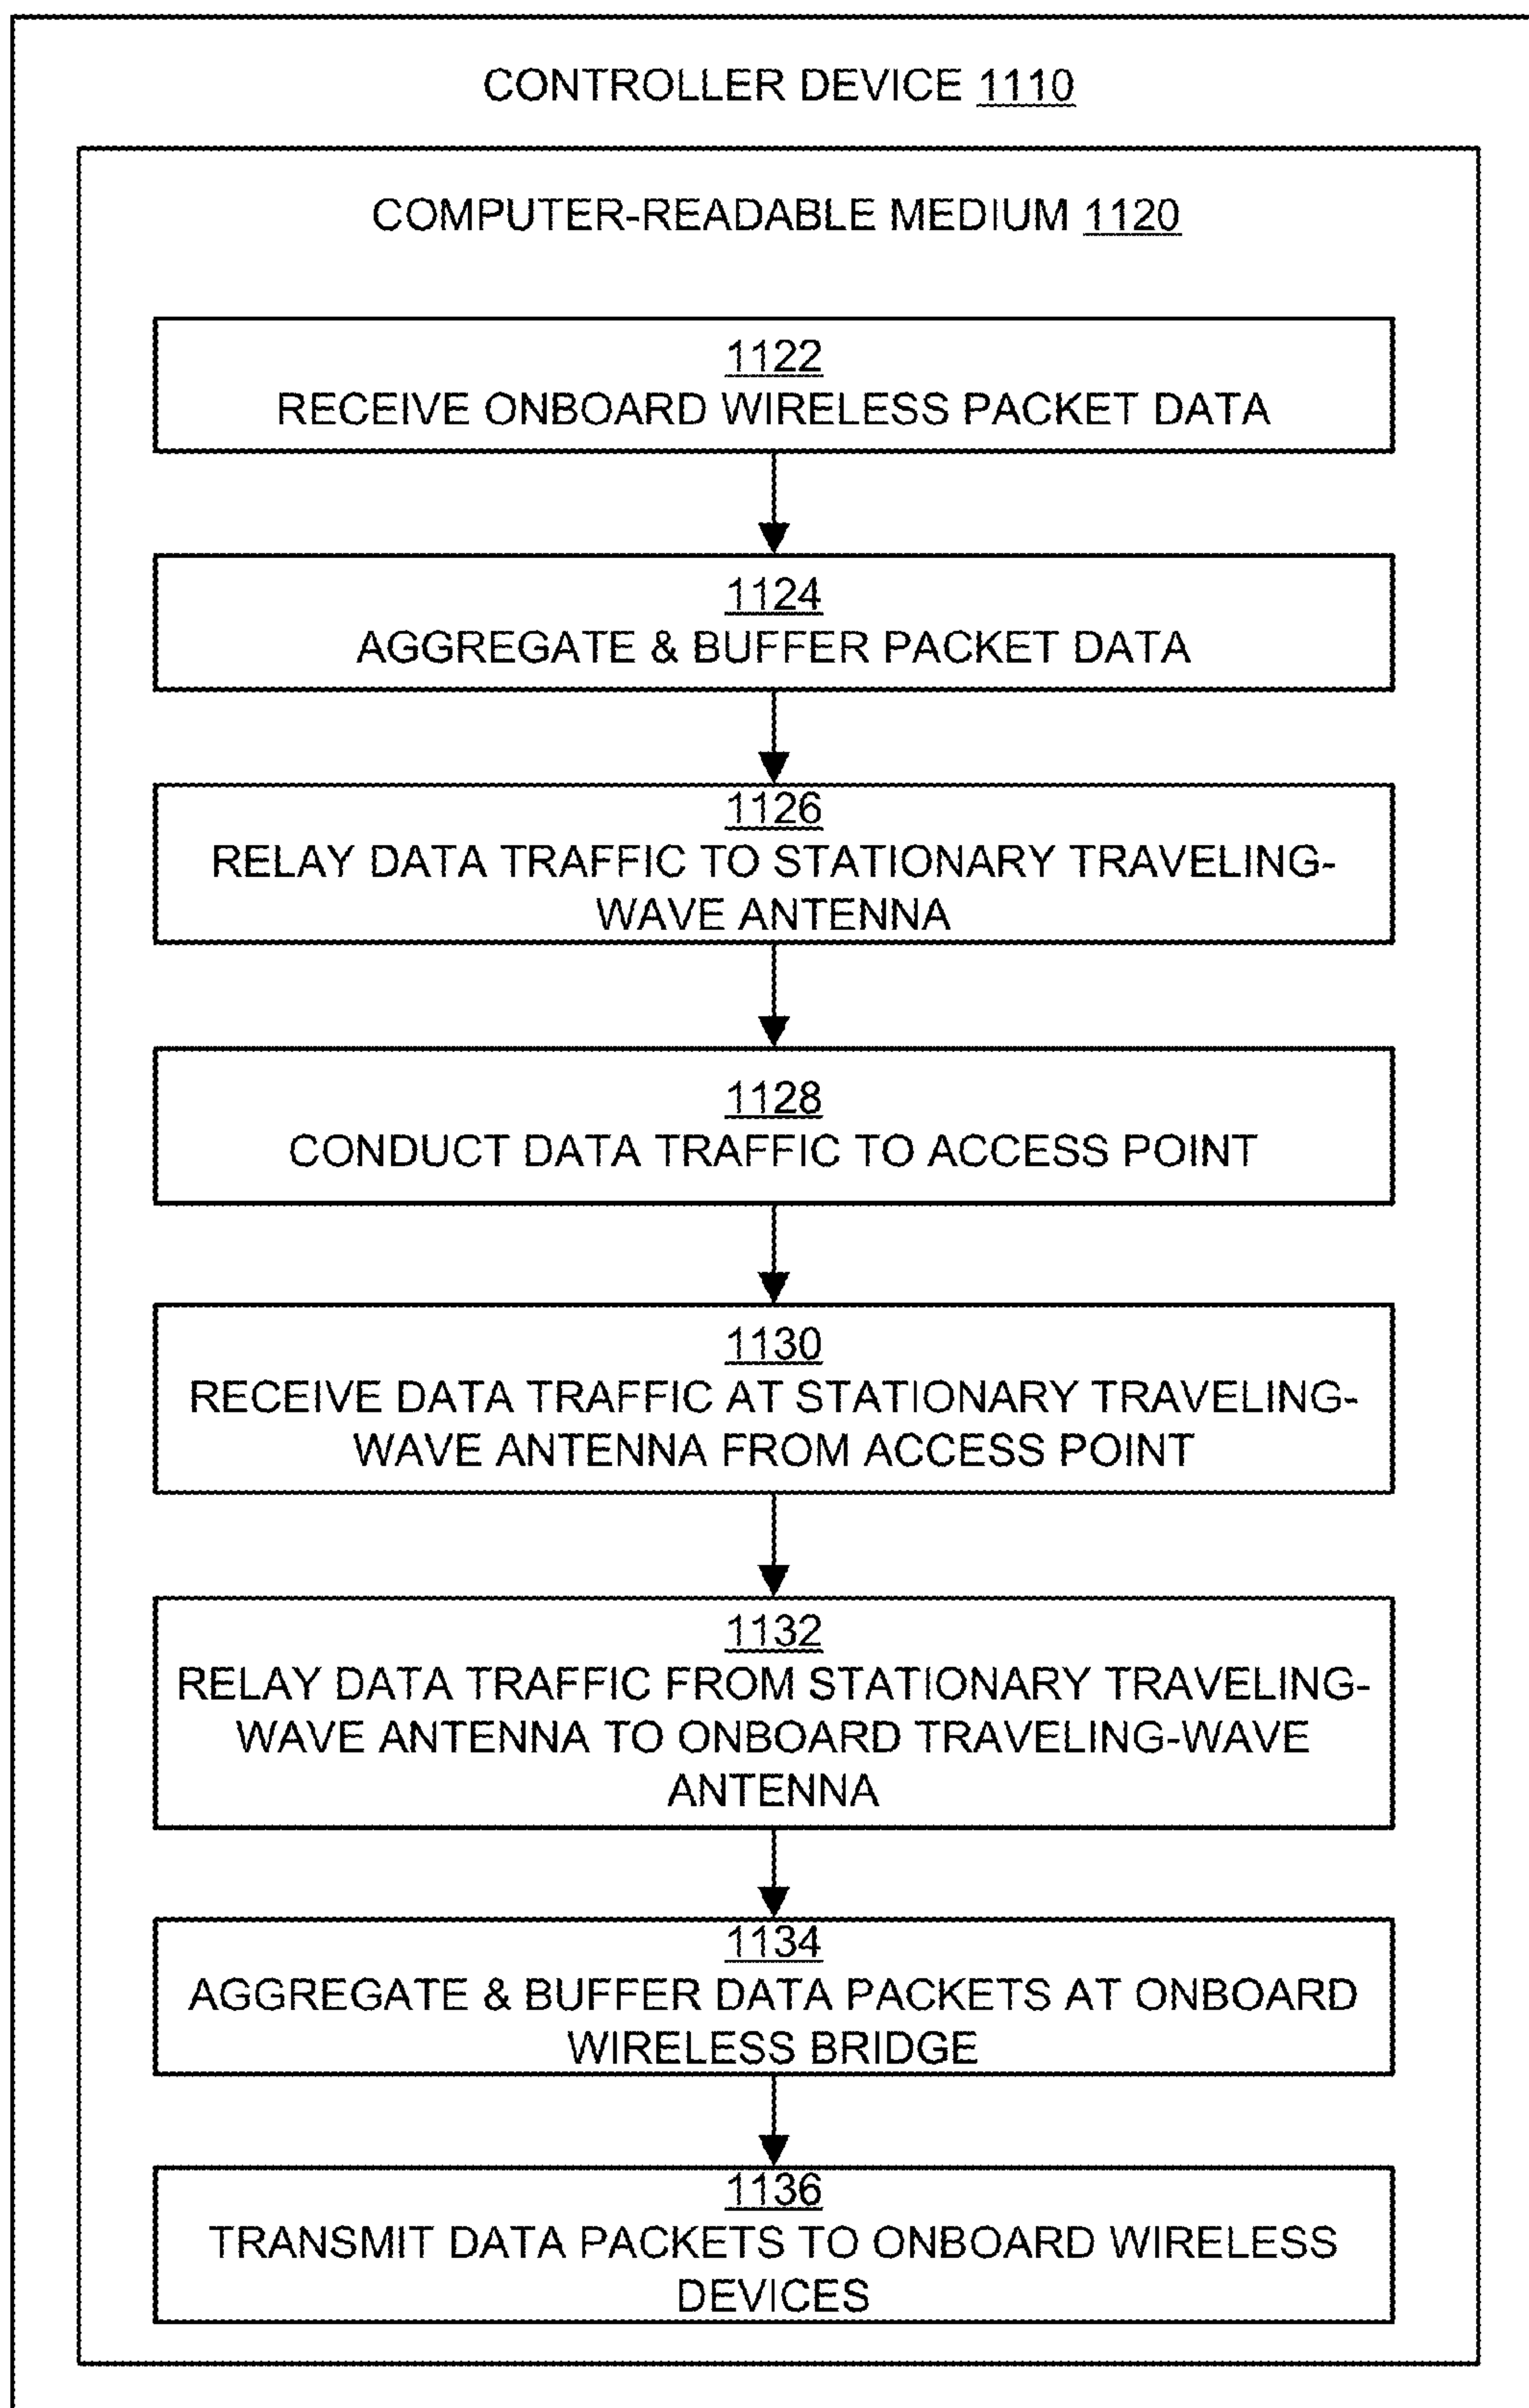 CONTROLLER DEVICE 1110
COMPUTER-READABLE MEDIUM 1120
1122
RECEIVE ONBOARD WIRELESS PACKET DATA
1124
AGGREGATE & BUFFER PACKET DATA
1126
RELAY DATA TRAFFIC TO STATIONARY TRAVELING-
WAVE ANTENNA
1128
CONDUCT DATA TRAFFIC TO ACCESS POINT
1130
RECEIVE DATA TRAFFIC AT STATIONARY TRAVELING-
WAVE ANTENNA FROM ACCESS POINT
1132
RELAY DATA TRAFFIC FROM STATIONARY TRAVELING-
WAVE ANTENNA TO ONBOARD TRAVELING-WAVE
ANTENNA
1134
AGGREGATE & BUFFER DATA PACKETS AT ONBOARD
WIRELESS BRIDGE
1136
TRANSMIT DATA PACKETS TO ONBOARD WIRELESS
DEVICES